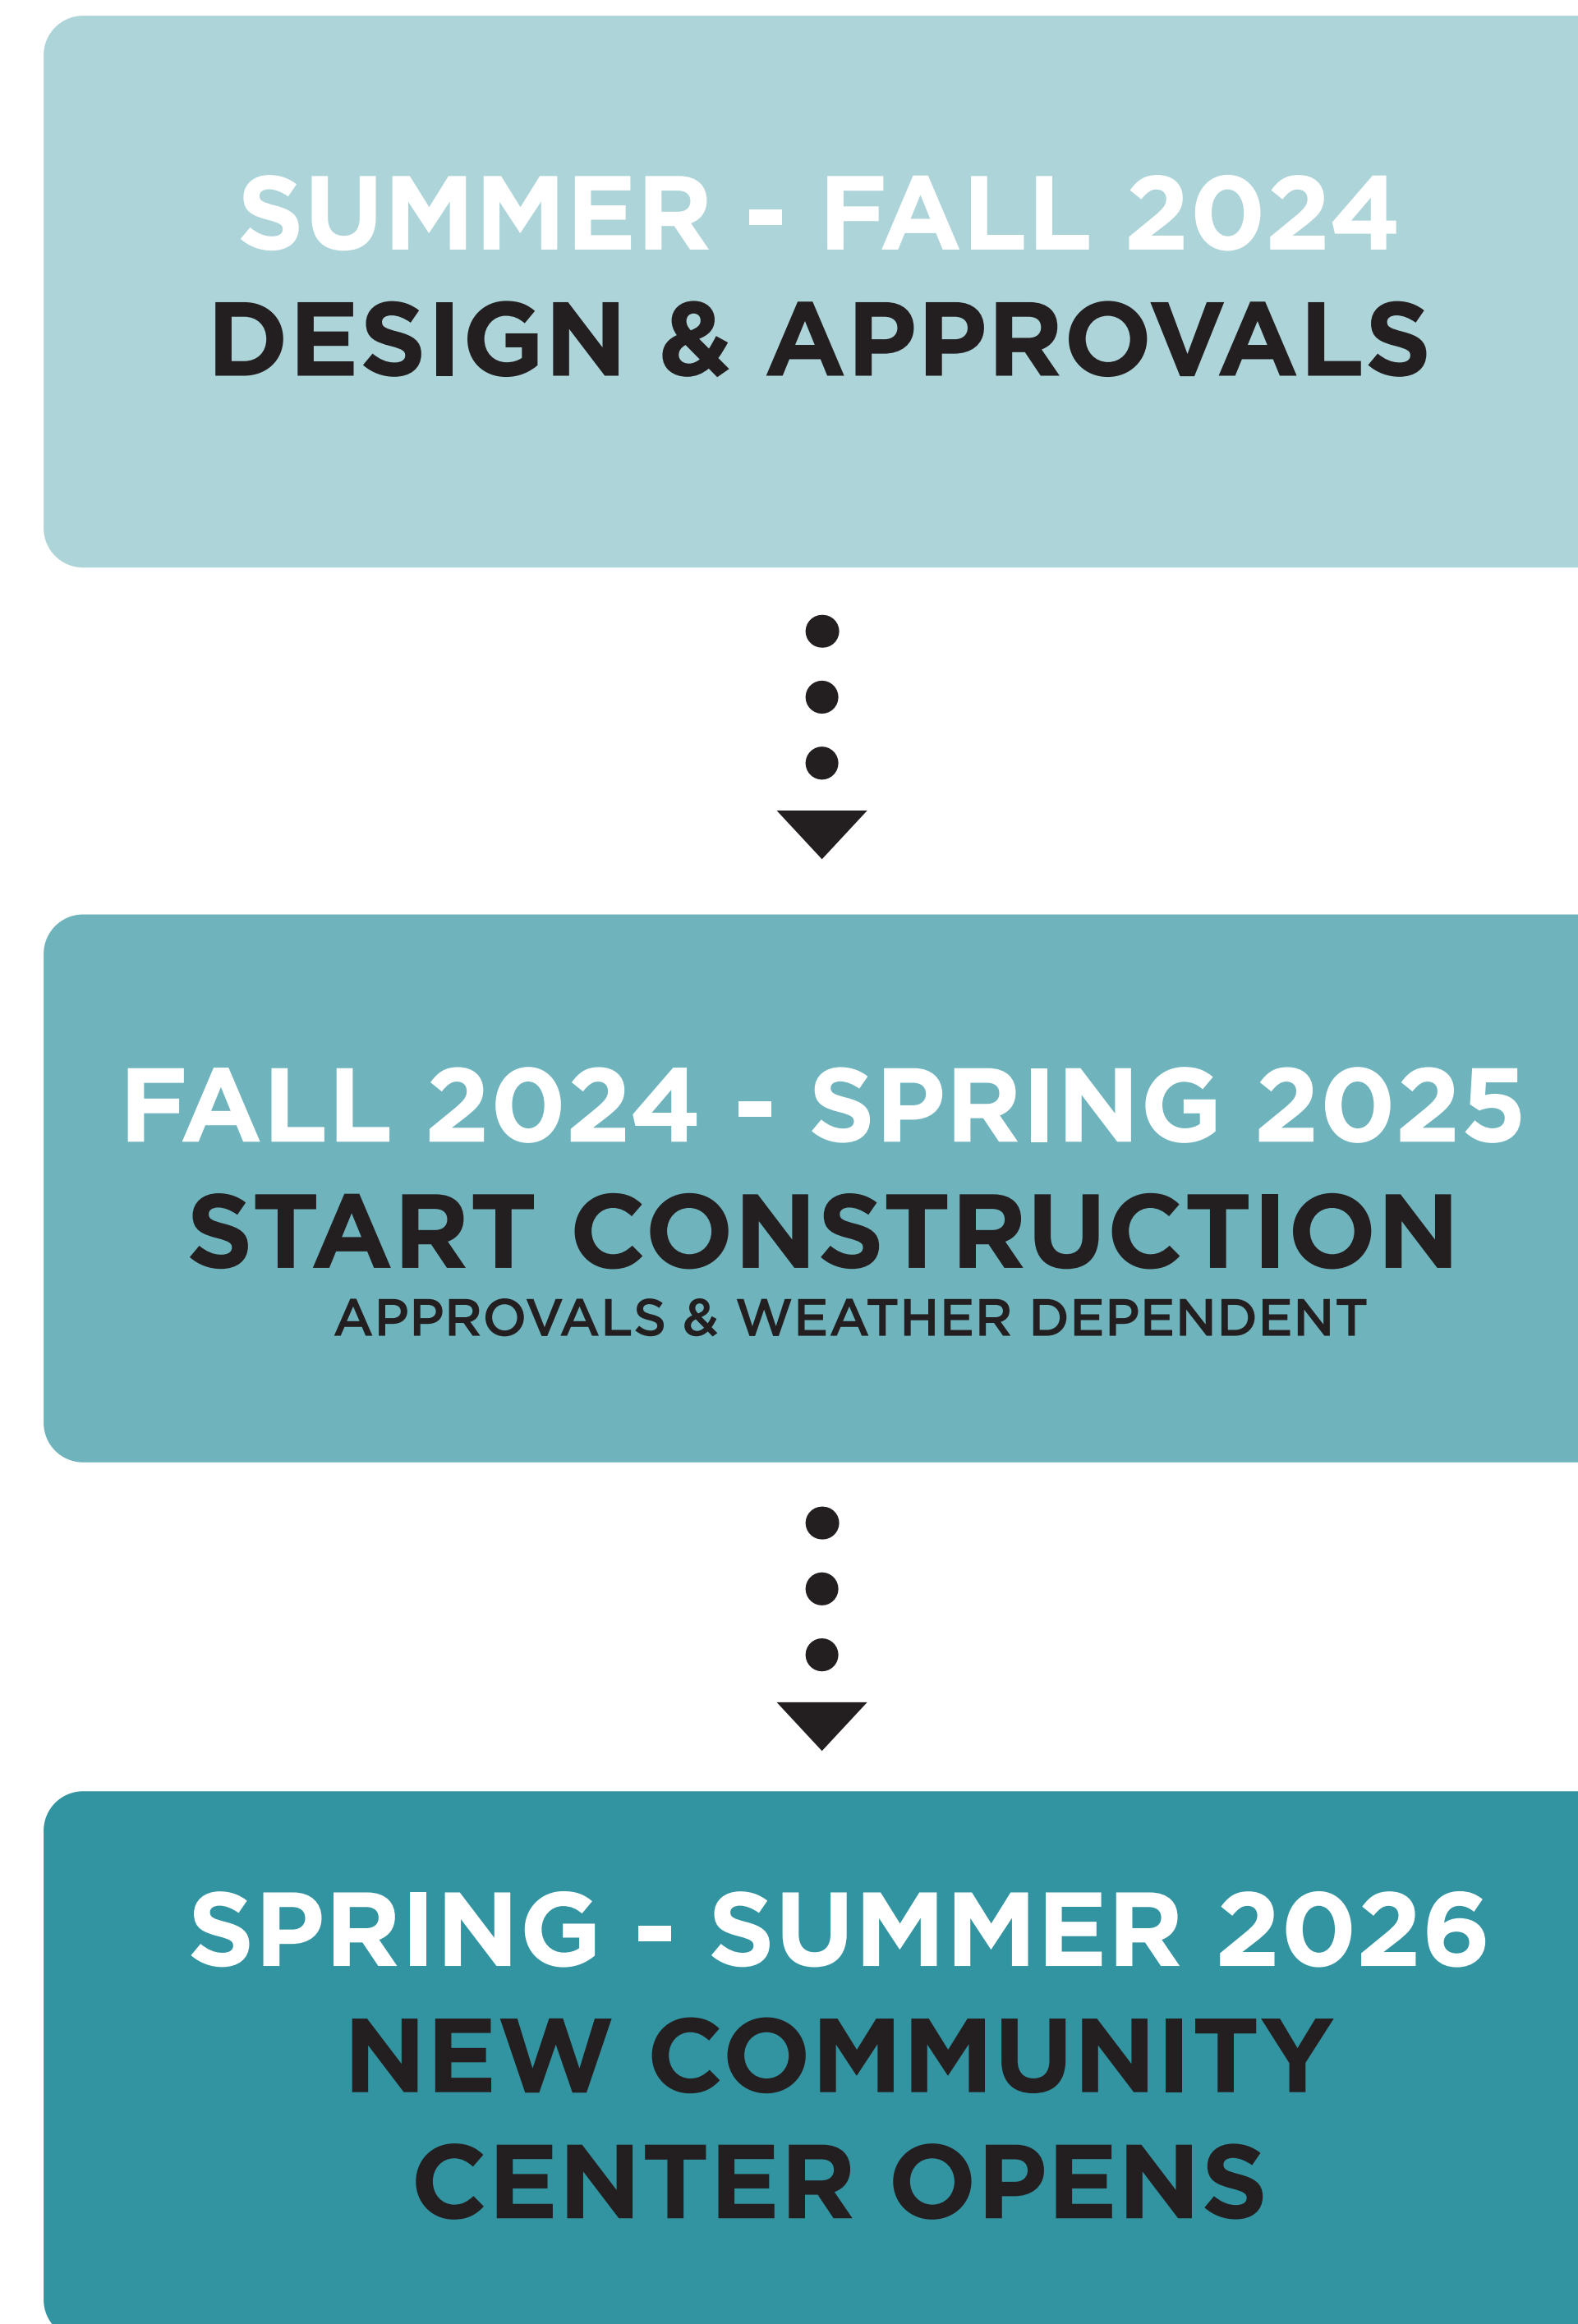 SUMMER - FALL 2024
DESIGN & APPROVALS
FALL 2024 - SPRING 2025
START CONSTRUCTION
APPROVALS & WEATHER DEPENDENT
SPRING - SUMMER 2026
NEW COMMUNITY
CENTER OPENS